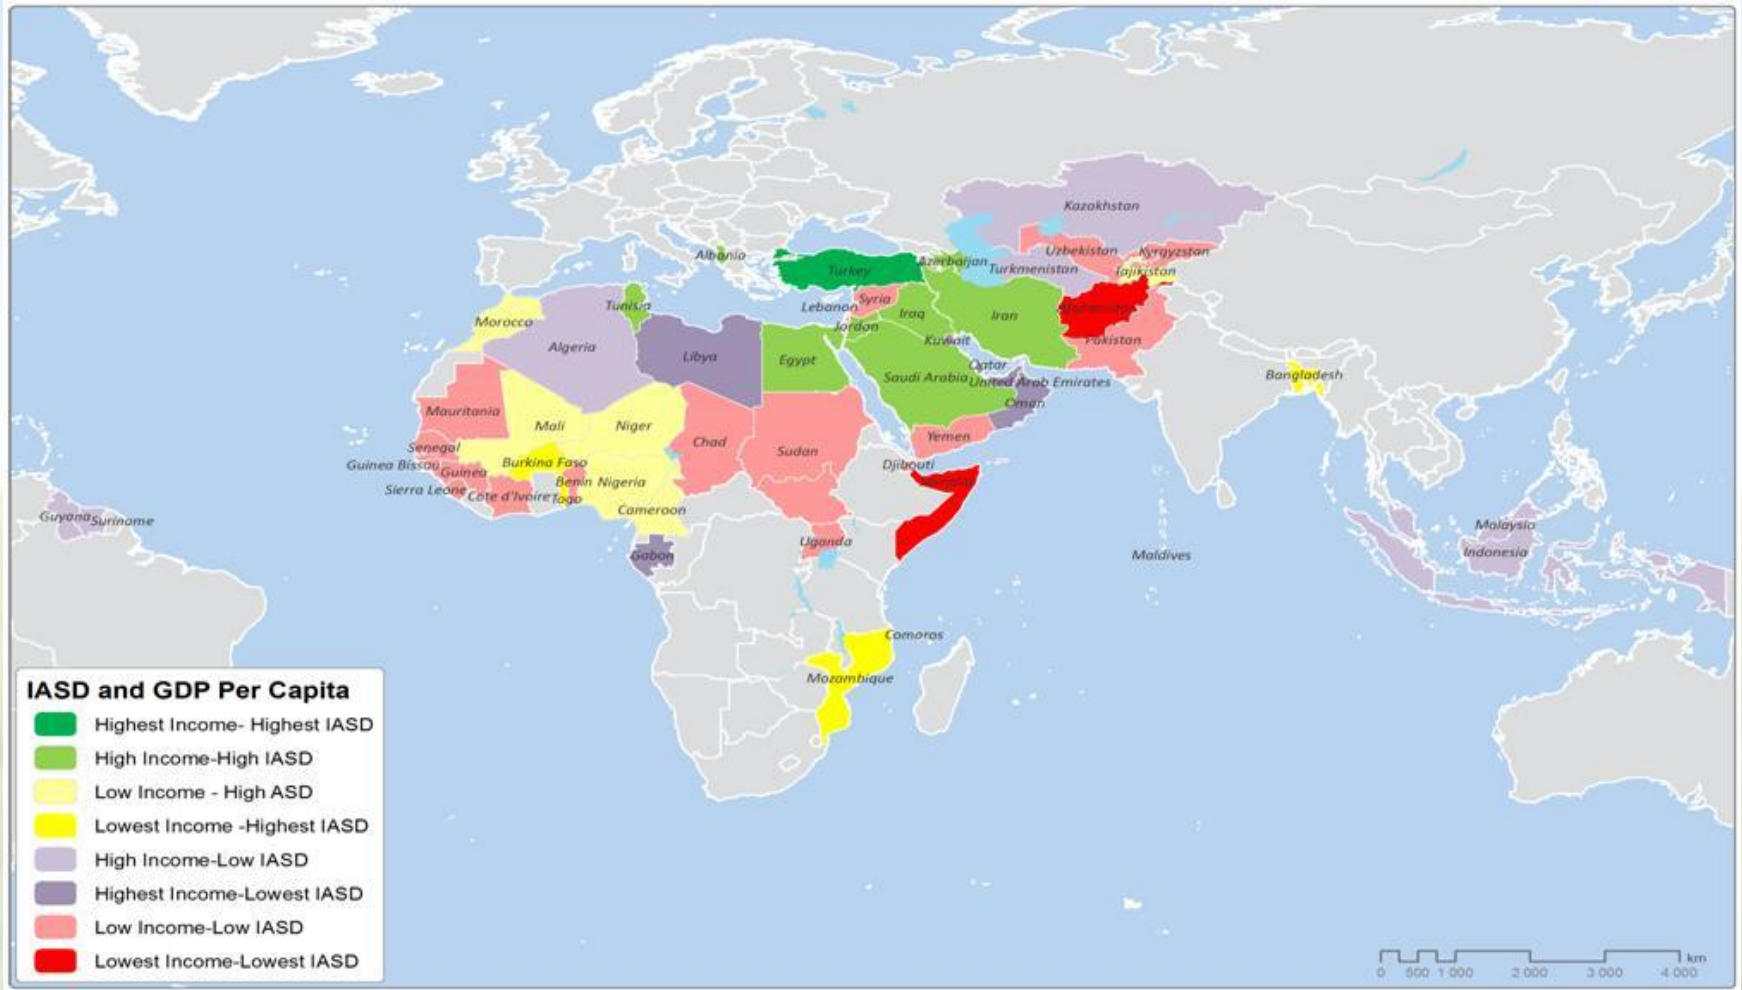 Kazakhstan
Uzbekistan
Kyrgyzstan
Albania
Turkey
Azerbaijan
Turkmenistan
Tajikistan
Tunisia
Lebanon
Syria
Afghanistan
Morocco
Jordan
Iraq
Iran
Algeria
Libya
Egypt
Kuwait
Pakistan
Qatar
Saudi Arabia
United Arab Emirates
Bangladesh
Oman
Mauritania
Mali
Niger
Chad
Sudan
Yemen
Senegal
Guinea Bissau
Guinea
Burkina Faso
Djibouti
Somalia
Sierra Leone
Cote d'Ivoire
Togo
Benin
Nigeria
Cameroon
Guyana
Suriname
Gabon
Uganda
Maldives
Malaysia
Indonesia
Comoros
Mozambique
IASD and GDP Per Capita
Highest Income- Highest IASD
High Income-High IASD
Low Income - High ASD
Lowest Income -Highest IASD
High Income-Low IASD
Highest Income-Lowest IASD
Low Income-Low IASD
Lowest Income-Lowest IASD
km
0 500 1 000 2 000 3 000 4 000